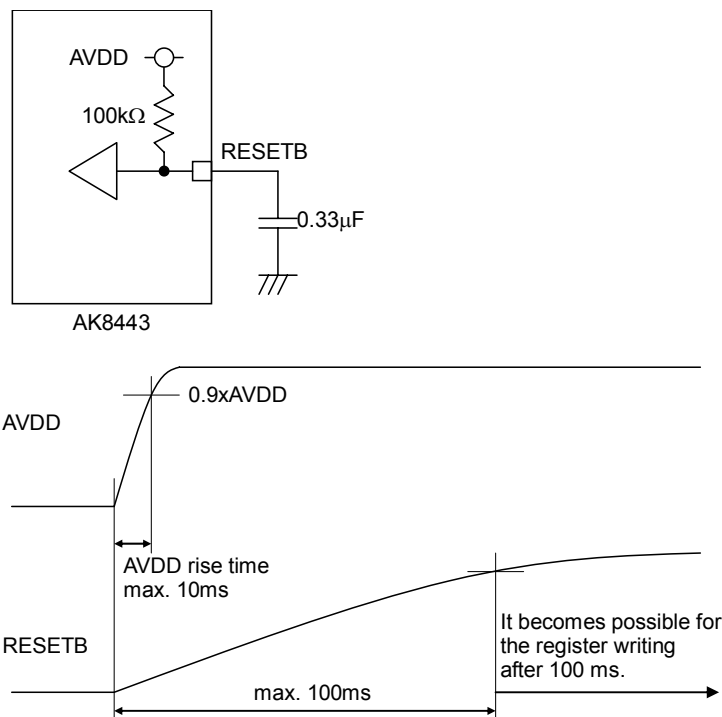 AVDD
100kΩ
RESETB
0.33μF
AK8443
0.9xAVDD
AVDD
AVDD rise time
max. 10ms
RESETB
It becomes possible for
the register writing
after 100 ms.
max. 100ms